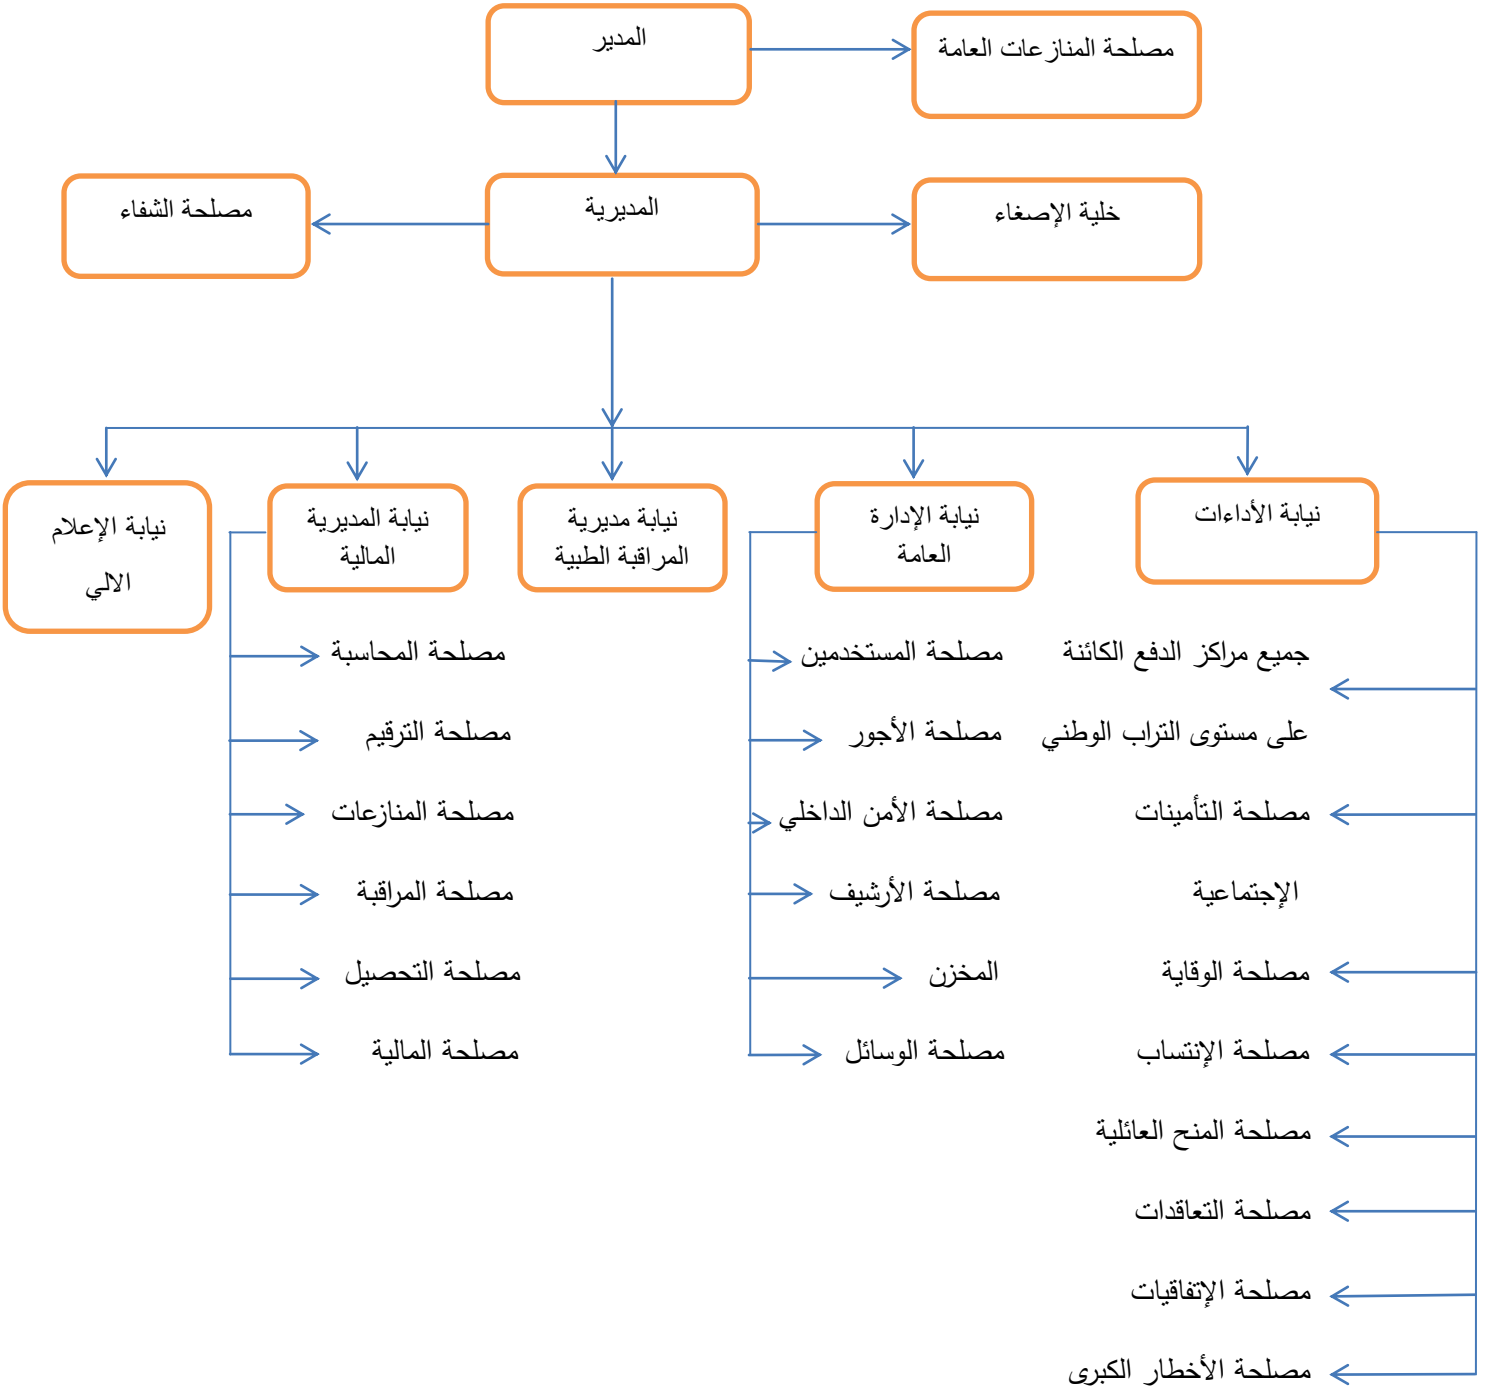 المدير
مصلحة المنازعات العامة
خلية الإصغاء
المديرية
مصلحة الشفاء
نيابة الأداءات
نيابة الإدارة
العامة
نيابة مديرية
المراقبة الطبية
نيابة المديرية
المالية
نيابة الإعلام
الالي
جميع مراكز الدفع الكائنة
على مستوى التراب الوطني
مصلحة التأمينات
الإجتماعية
مصلحة الوقاية
مصلحة الإنتساب
مصلحة المنح العائلية
مصلحة التعاقدات
مصلحة الإتفاقيات
مصلحة الأخطار الكبرى
مصلحة المستخدمين
مصلحة الأجور
مصلحة الأمن الداخلي
مصلحة الأرشيف
المخزن
مصلحة الوسائل
مصلحة المحاسبة
مصلحة الترقيم
مصلحة المنازعات
مصلحة المراقبة
مصلحة التحصيل
مصلحة المالية